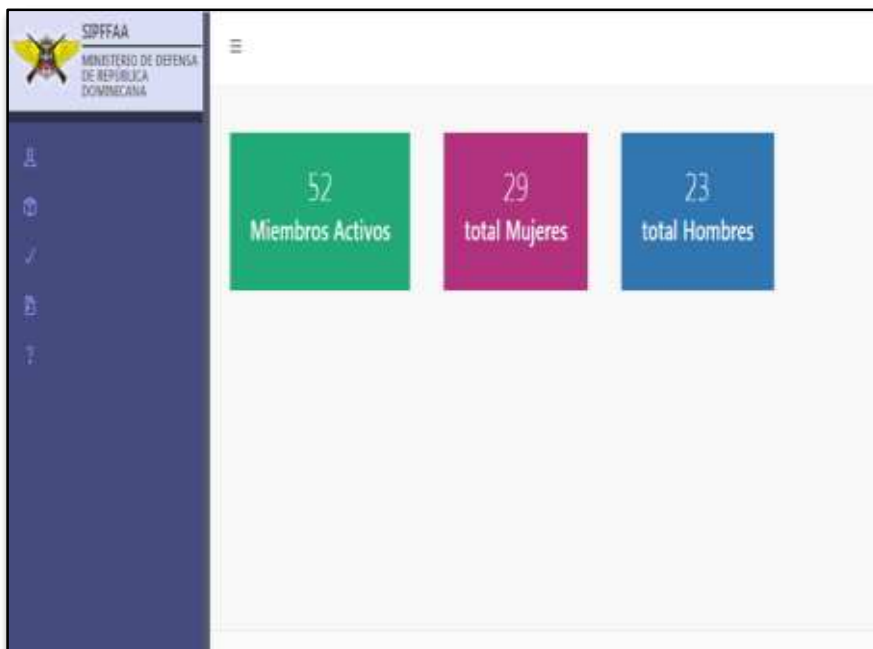 SIPFFAA
MINISTERIO DE DEFENSA
DE REPÚBLICA
DOMINICANA
52
Miembros Activos
29
total Mujeres
23
total Hombres
?